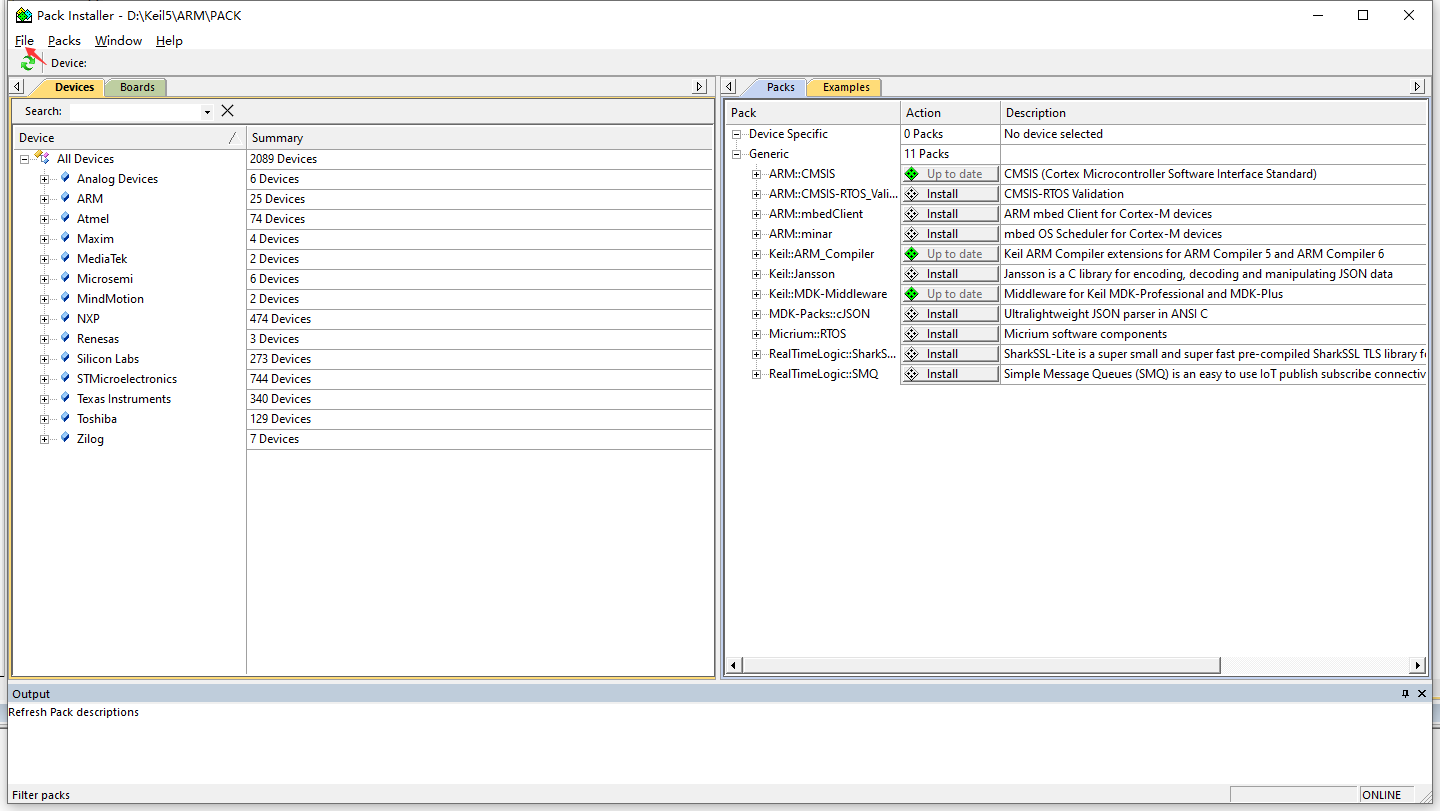 Pack Installer - D:\Keil5\ARM\PACK
File Packs Window Help
Device:
Devices Boards
Search:
Device Summary
All Devices 2089 Devices
Analog Devices 6 Devices
ARM 25 Devices
Atmel 74 Devices
Maxim 4 Devices
MediaTek 2 Devices
Microsemi 6 Devices
MindMotion 2 Devices
NXP 474 Devices
Renesas 3 Devices
Silicon Labs 273 Devices
STMicroelectronics 744 Devices
Texas Instruments 340 Devices
Toshiba 129 Devices
Zilog 7 Devices
Packs Examples
Pack Action Description
Device Specific 0 Packs No device selected
Generic 11 Packs
ARM::CMSIS Up to date CMSIS (Cortex Microcontroller Software Interface Standard)
ARM::CMSIS-RTOS_Vali... Install CMSIS-RTOS Validation
ARM::mbedClient Install ARM mbed Client for Cortex-M devices
ARM::minar Install mbed OS Scheduler for Cortex-M devices
Keil::ARM_Compiler Up to date Keil ARM Compiler extensions for ARM Compiler 5 and ARM Compiler 6
Keil::Jansson Install Jansson is a C library for encoding, decoding and manipulating JSON data
Keil::MDK-Middleware Up to date Middleware for Keil MDK-Professional and MDK-Plus
MDK-Packs::cJSON Install Ultralightweight JSON parser in ANSI C
Micrium::RTOS Install Micrium software components
RealTimeLogic::SharkS... Install SharkSSL-Lite is a super small and super fast pre-compiled SharkSSL TLS library f
RealTimeLogic::SMQ Install Simple Message Queues (SMQ) is an easy to use IoT publish subscribe connectiv
Output
Refresh Pack descriptions
Filter packs ONLINE